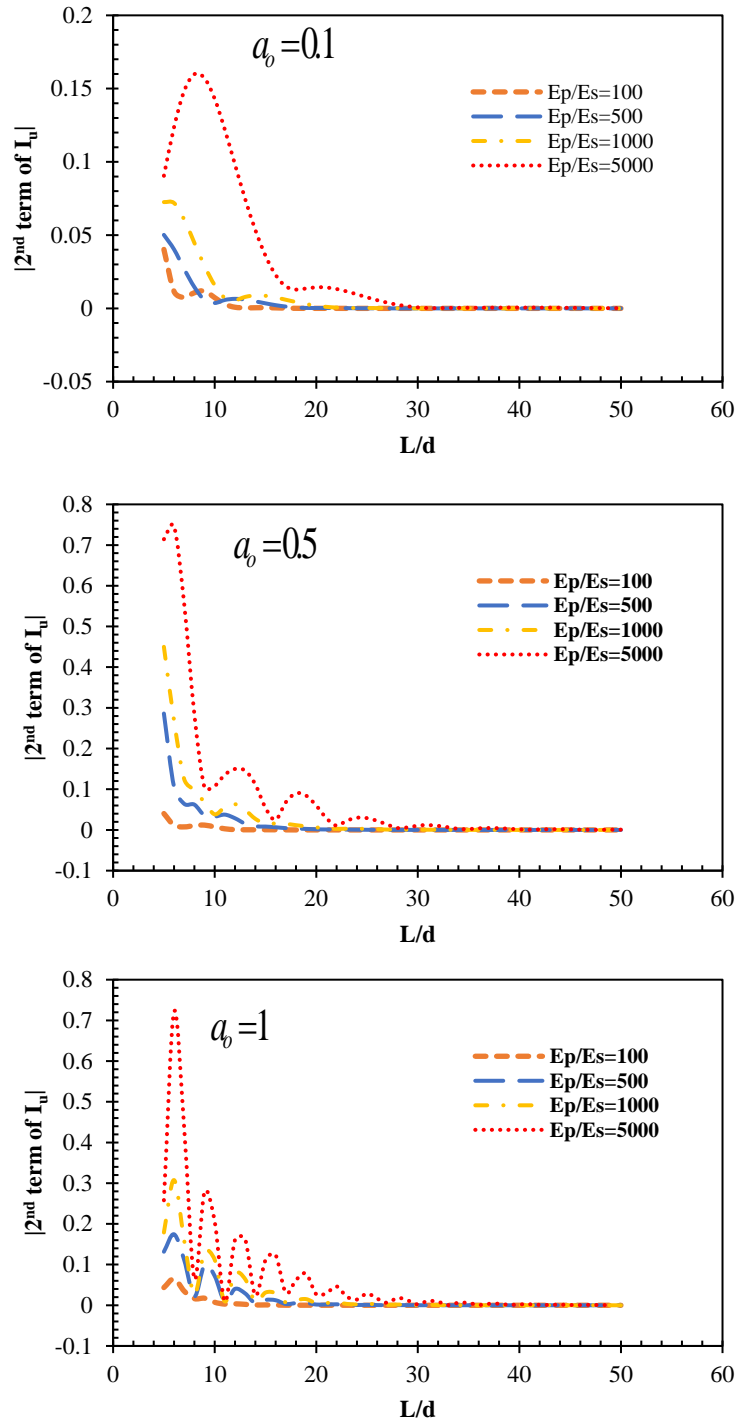 0.2
0.15
0.1
0.05
0
-0.05
|2nd term of Iu|
ao =0.1
Ep/Es=100
Ep/Es=500
Ep/Es=1000
Ep/Es=5000
0 10 20 30 40 50 60
L/d
0.8
0.7
0.6
0.5
0.4
0.3
0.2
0.1
0
-0.1
|2nd term of Iu|
ao =0.5
Ep/Es=100
Ep/Es=500
Ep/Es=1000
Ep/Es=5000
0 10 20 30 40 50 60
L/d
0.8
0.7
0.6
0.5
0.4
0.3
0.2
0.1
0
-0.1
|2nd term of Iu|
ao =1
Ep/Es=100
Ep/Es=500
Ep/Es=1000
Ep/Es=5000
0 10 20 30 40 50 60
L/d